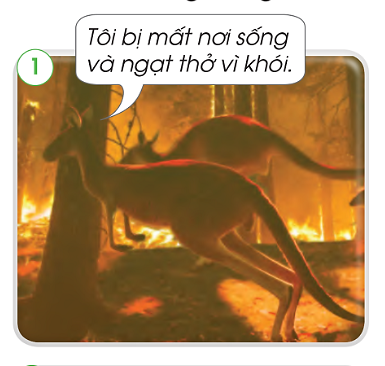 Tôi bị mất nơi sống
và ngạt thở vì khói.
1